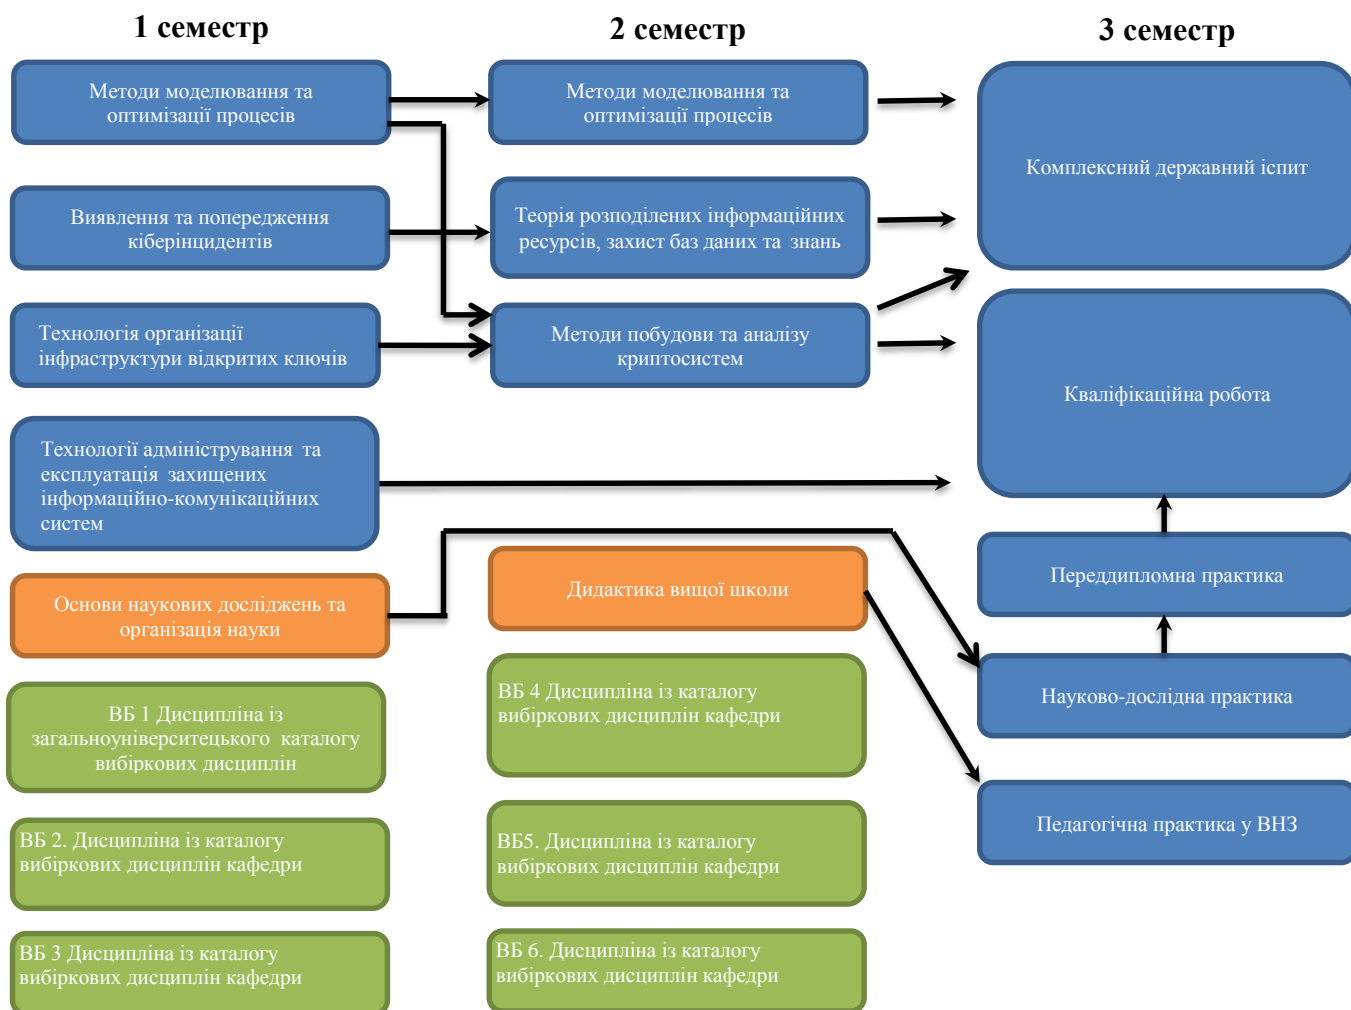 1 семестр
2 семестр
3 семестр
Методи моделювання та
оптимізації процесів
Виявлення та попередження
кіберінцидентів
Технологія організації
інфраструктури відкритих ключів
Технології адміністрування та
експлуатація захищених
інформаційно-комунікаційних
систем
Основи наукових досліджень та
організація науки
ВБ 1 Дисципліна із
загальноуніверситецького каталогу
вибіркових дисциплін
ВБ 2. Дисципліна із каталогу
вибіркових дисциплін кафедри
ВБ 3 Дисципліна із каталогу
вибіркових дисциплін кафедри
Методи моделювання та
оптимізації процесів
Теорія розподілених інформаційних
ресурсів, захист баз даних та знань
Методи побудови та аналізу
криптосистем
Дидактика вищої школи
ВБ 4 Дисципліна із каталогу
вибіркових дисциплін кафедри
ВБ5. Дисципліна із каталогу
вибіркових дисциплін кафедри
ВБ 6. Дисципліна із каталогу
вибіркових дисциплін кафедри
Комплексний державний іспит
Кваліфікаційна робота
Переддипломна практика
Науково-дослідна практика
Педагогічна практика у ВНЗ